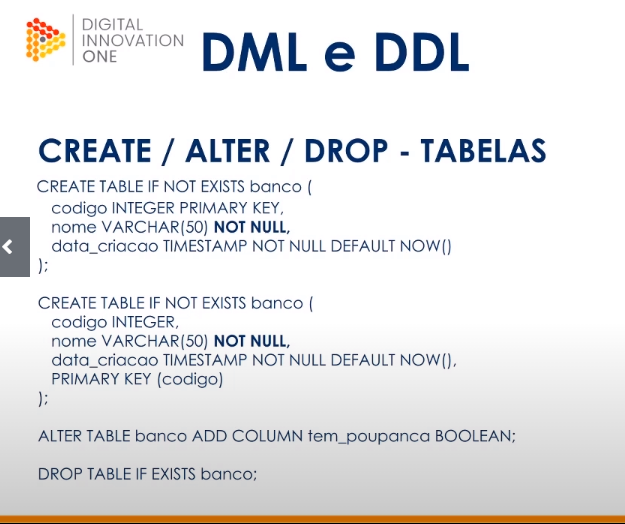 DIGITAL
INNOVATION
ONE
DML e DDL
CREATE / ALTER / DROP - TABELAS
CREATE TABLE IF NOT EXISTS banco (
codigo INTEGER PRIMARY KEY,
nome VARCHAR(50) NOT NULL,
data_criacao TIMESTAMP NOT NULL DEFAULT NOW()
);
CREATE TABLE IF NOT EXISTS banco (
codigo INTEGER,
nome VARCHAR(50) NOT NULL,
data_criacao TIMESTAMP NOT NULL DEFAULT NOW(),
PRIMARY KEY (codigo)
);
ALTER TABLE banco ADD COLUMN tem_poupanca BOOLEAN;
DROP TABLE IF EXISTS banco;